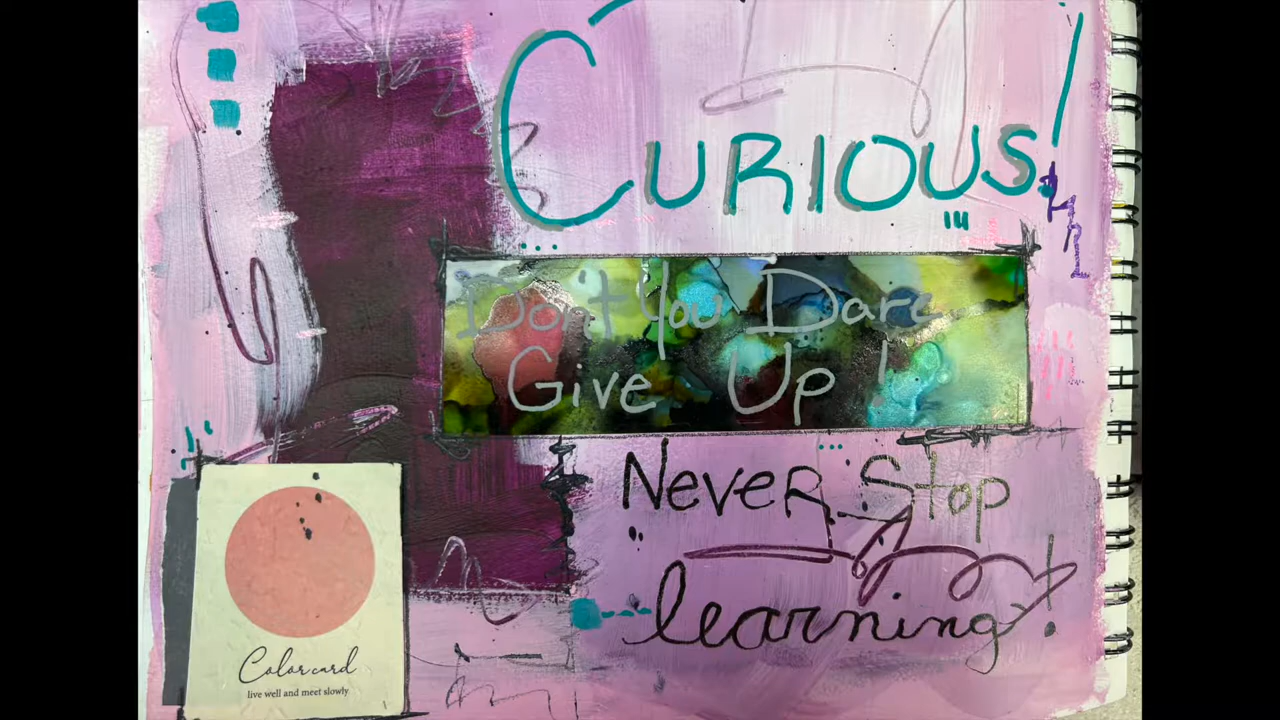 Curious!
Don't You Dare
Give Up!
Never Stop
learning!
Colorcard
live well and meet slowly